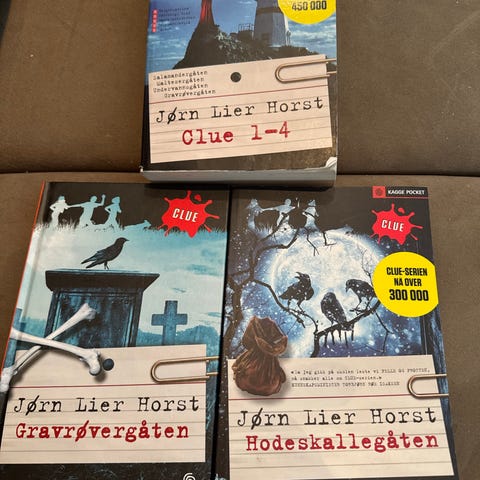 450 000
Salamandergåten
Maltesergåten
Undervannsgåten
Gravrøvergåten
Jørn Lier Horst
Clue 1-4
CLUE
Jørn Lier Horst
Gravrøvergåten
KAGGE POCKET
CLUE
CLUE-SERIEN
NÅ OVER
300 000
Jørn Lier Horst
Hodeskallegåten